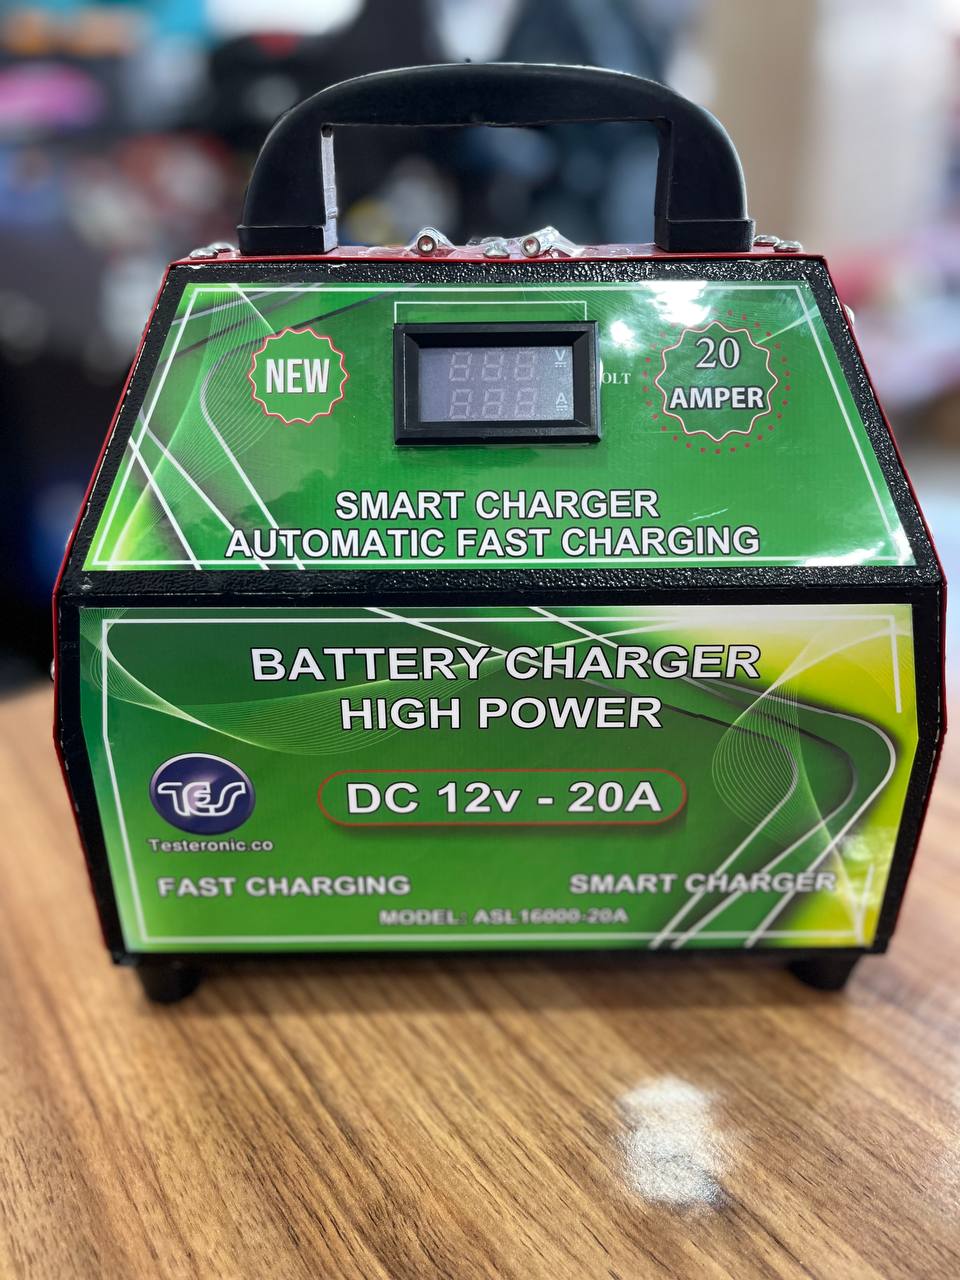 NEW
V
A
OLT
20
AMPER
SMART CHARGER
AUTOMATIC FAST CHARGING
BATTERY CHARGER
HIGH POWER
TES
Testeronic.co
DC 12v - 20A
FAST CHARGING
SMART CHARGER
MODEL: ASL16000-20A